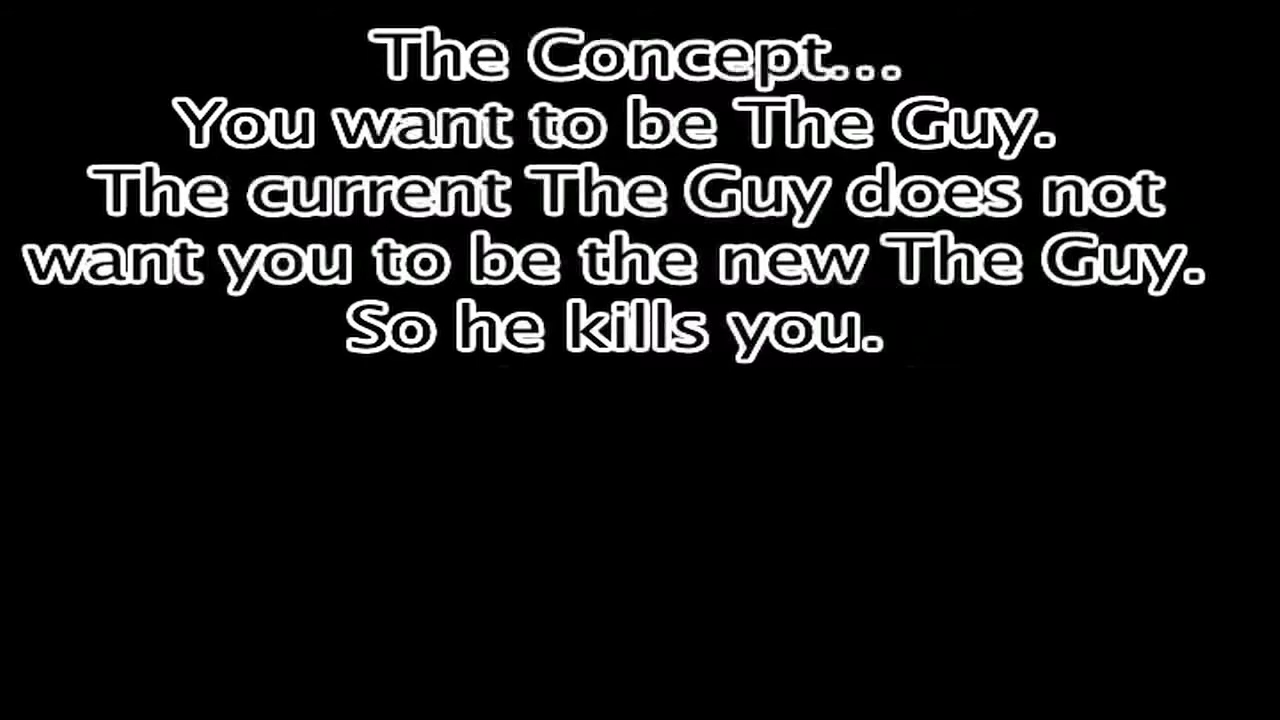 The Concept...
You want to be The Guy.
The current The Guy does not
want you to be the new The Guy.
So he kills you.